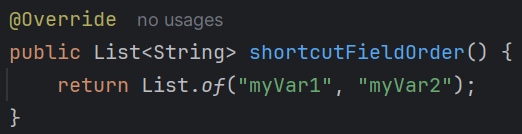 @Override no usages
public List<String> shortcutFieldOrder() {
    return List.of("myVar1", "myVar2");
}